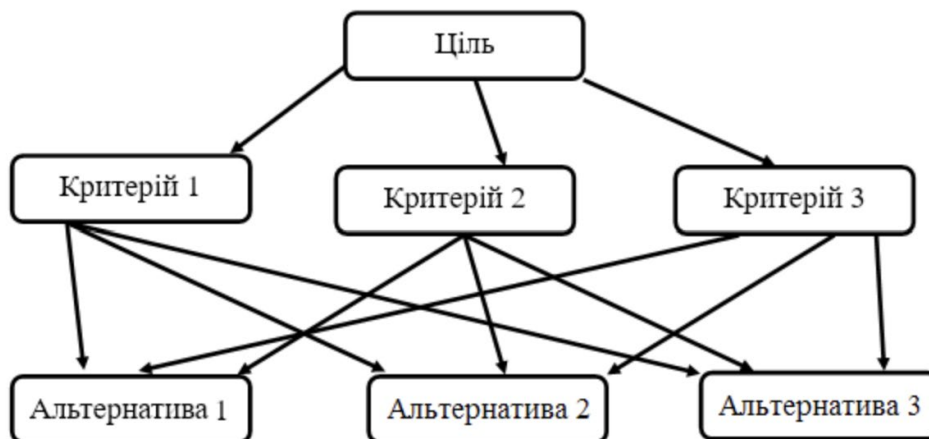 Ціль
Критерій 1
Критерій 2
Критерій 3
Альтернатива 1
Альтернатива 2
Альтернатива 3